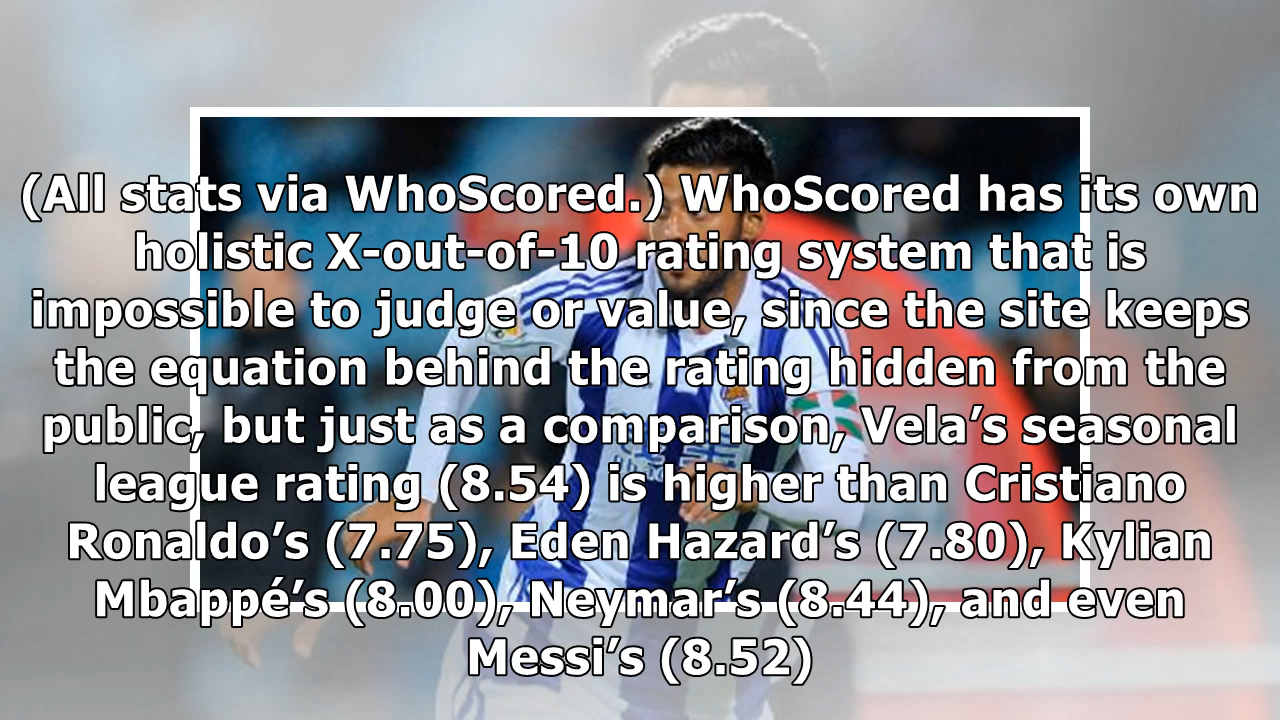 (All stats via WhoScored.) WhoScored has its own
holistic X-out-of-10 rating system that is
impossible to judge or value, since the site keeps
the equation behind the rating hidden from the
public, but just as a comparison, Vela’s seasonal
league rating (8.54) is higher than Cristiano
Ronaldo’s (7.75), Eden Hazard’s (7.80), Kylian
Mbappé’s (8.00), Neymar’s (8.44), and even
Messi’s (8.52)